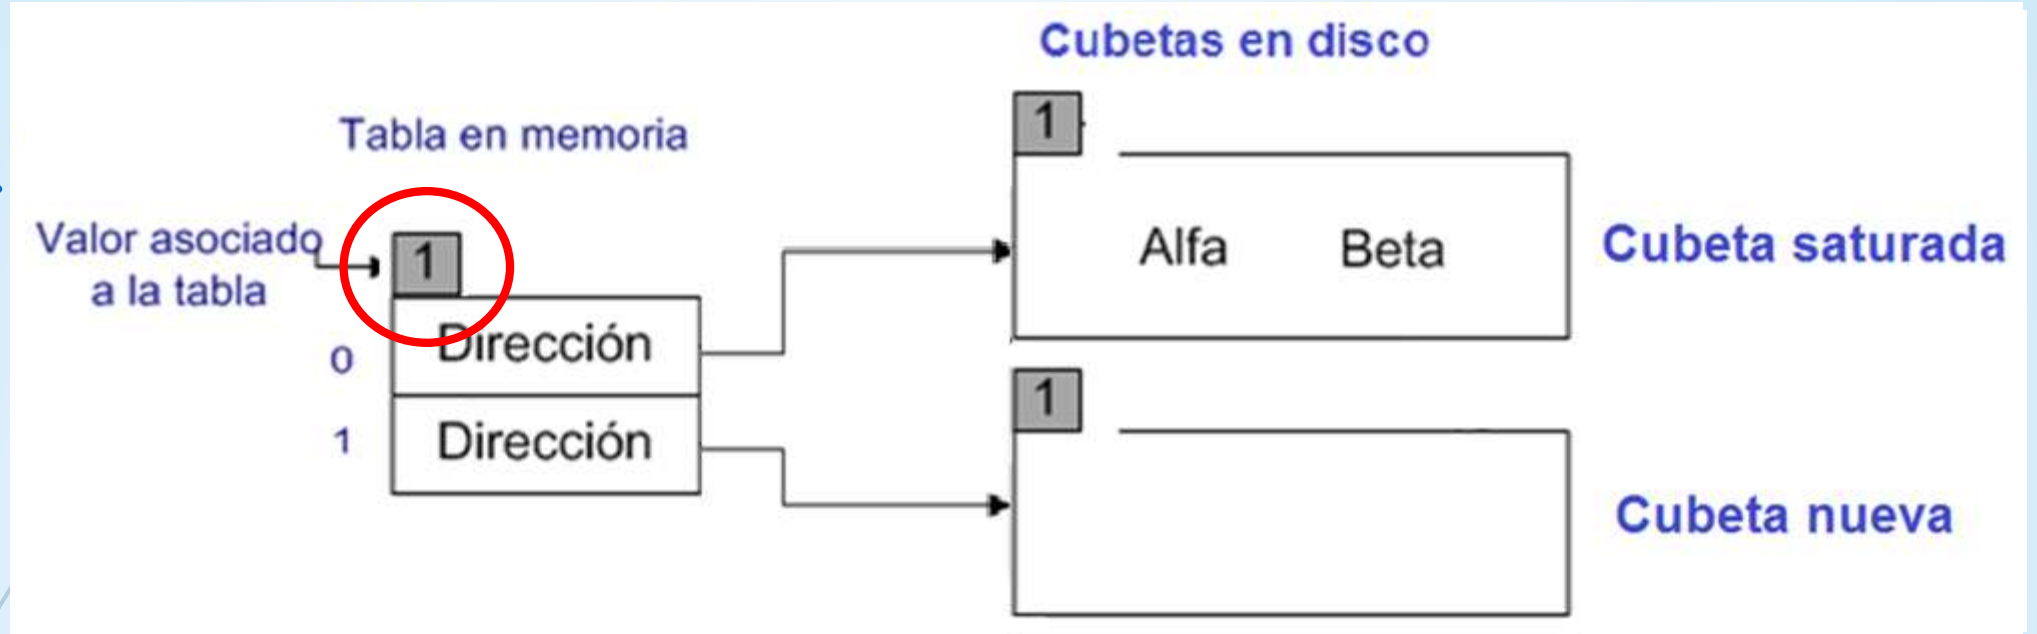 Cubetas en disco
Tabla en memoria
1
Valor asociado
a la tabla
1
0
Dirección
1
Dirección
Alfa Beta
Cubeta saturada
1
Cubeta nueva